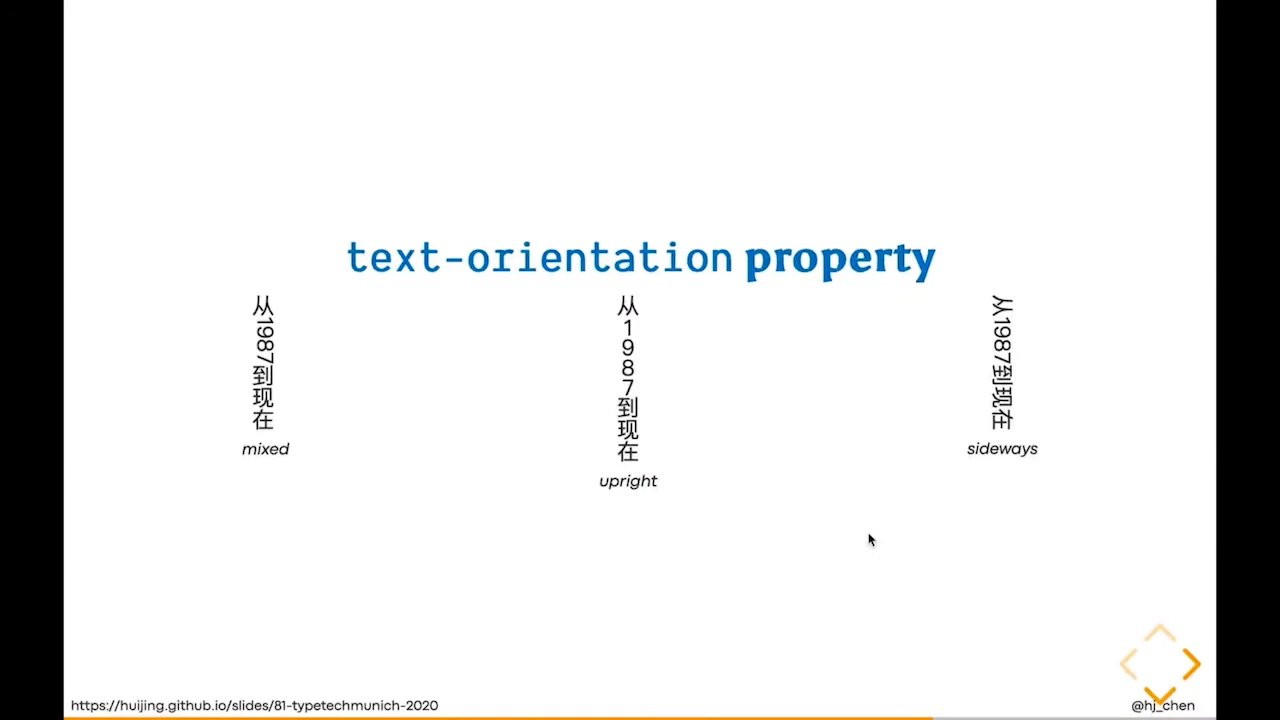 text-orientation property
从1987到现在
mixed
从1987到现在
upright
从1987到现在
sideways
https://huijing.github.io/slides/81-typetechmunich-2020
@hj_chen